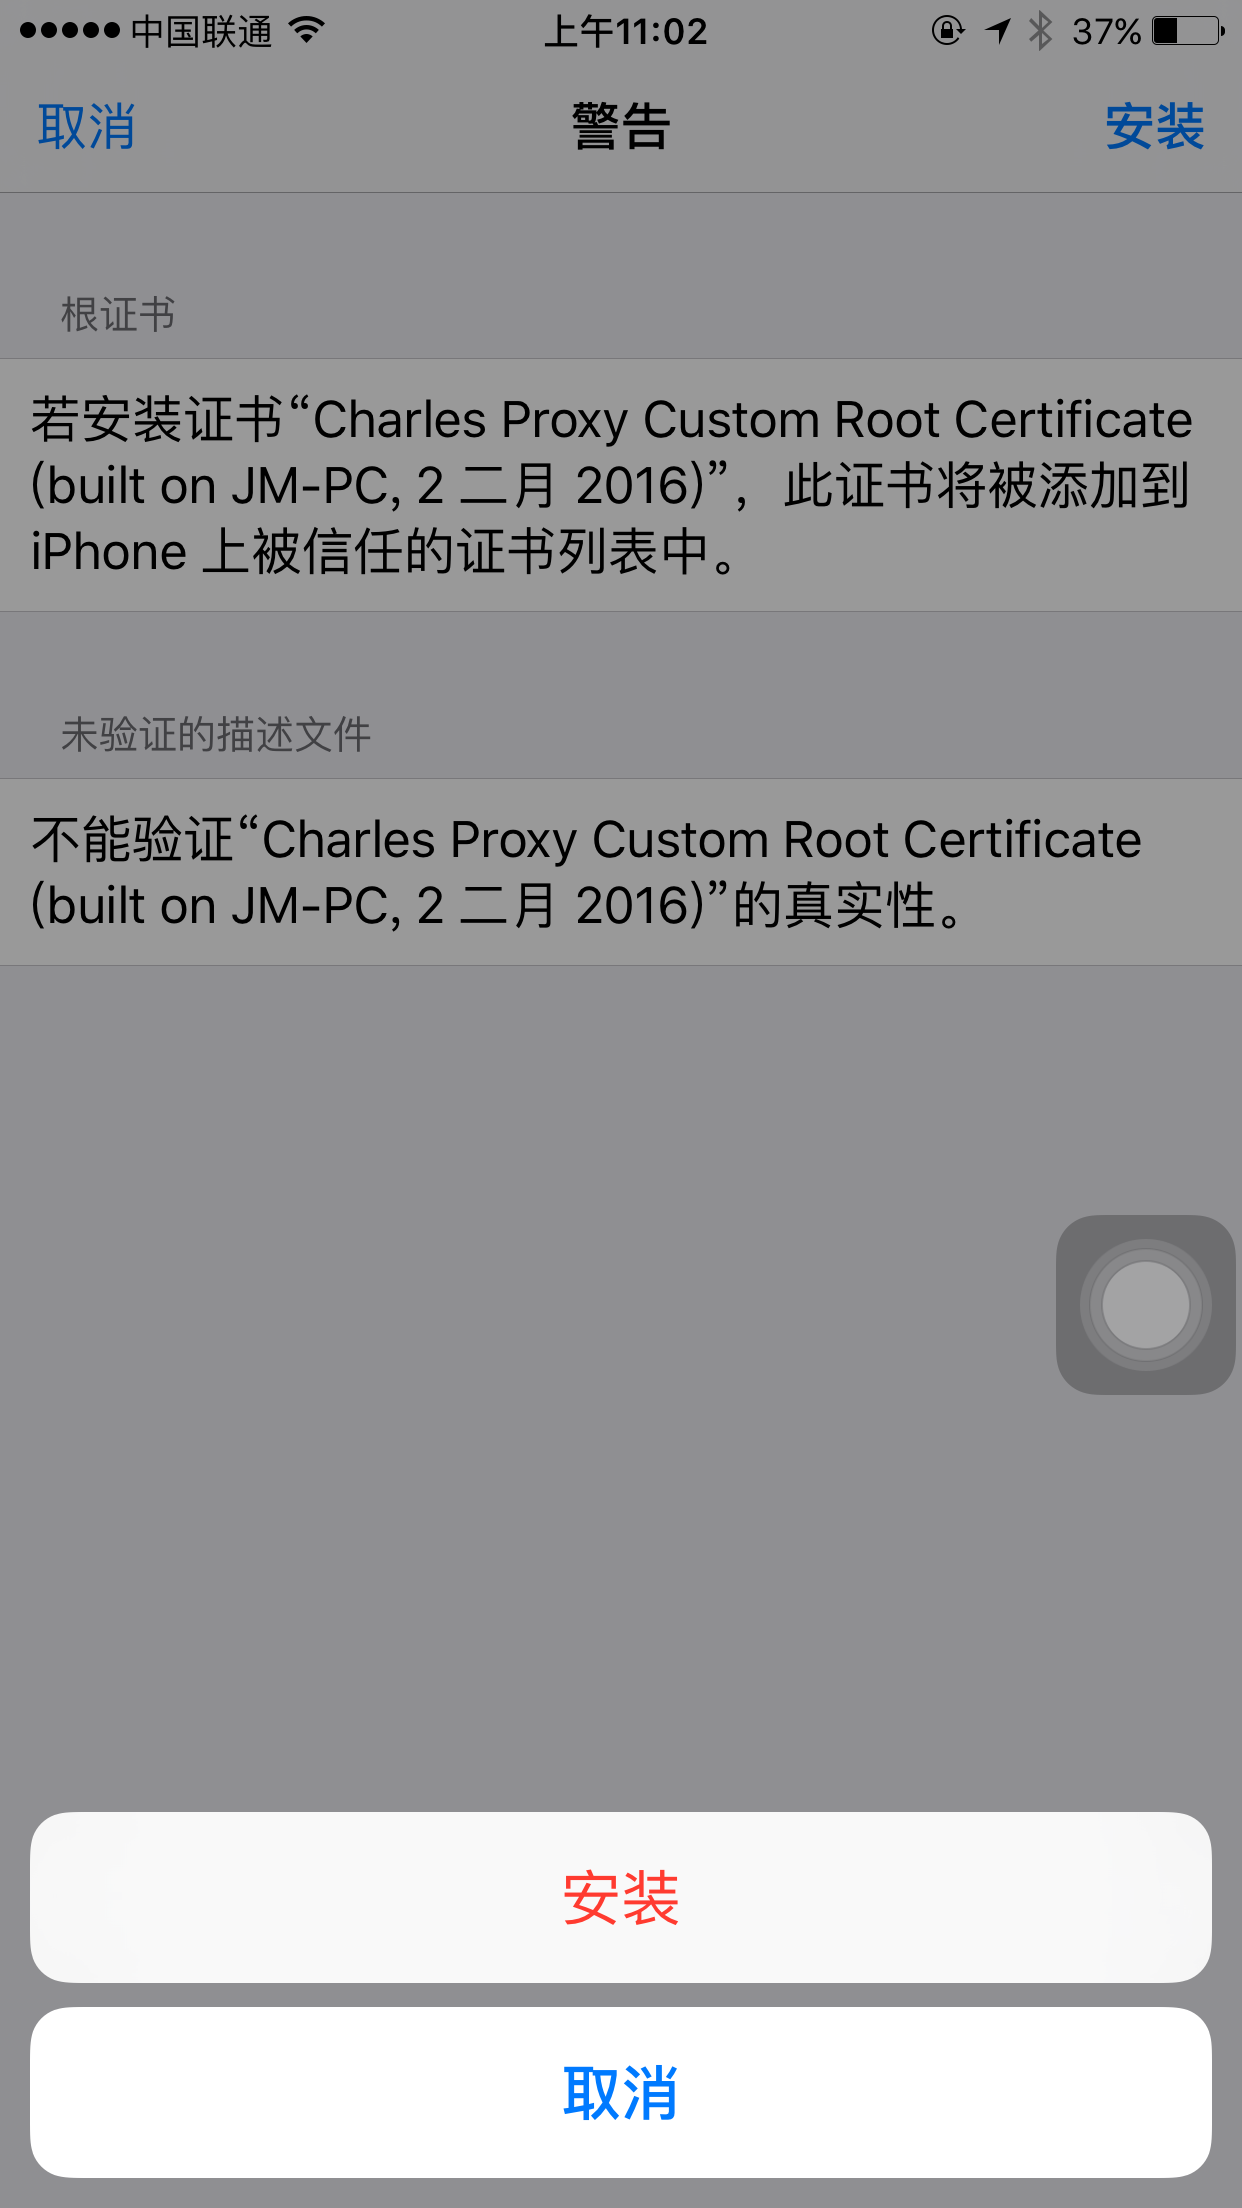 中国联通
上午11:02
37%
取消
警告
安装
根证书
若安装证书“Charles Proxy Custom Root Certificate
(built on JM-PC, 2 二月 2016)”，此证书将被添加到
iPhone 上被信任的证书列表中。
未验证的描述文件
不能验证“Charles Proxy Custom Root Certificate
(built on JM-PC, 2 二月 2016)”的真实性。
安装
取消